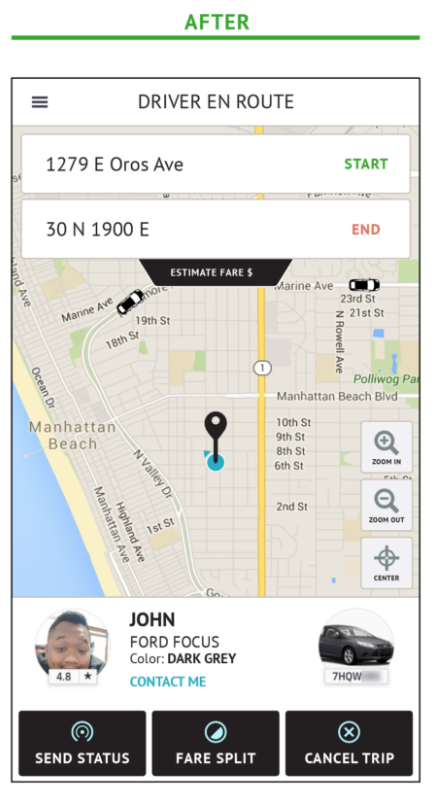 AFTER
DRIVER EN ROUTE
1279 E Oros Ave START
30 N 1900 E END
ESTIMATE FARE $
Marine Ave
23rd St
Marine Ave
19th St
N Rowell Ave
21st St
18th St
Ocean Dr
1
Polliwog
Manhattan Beach Blvd
Manhattan
Beach
10th St
9th St
8th St
6th St
ZOOM IN
N Valley Dr
2nd St
ZOOM OUT
Manhattan Ave
Highland Ave
1st St
CENTER
JOHN
FORD FOCUS
Color: DARK GREY
CONTACT ME
4.8 ★
7HQW
SEND STATUS
FARE SPLIT
CANCEL TRIP